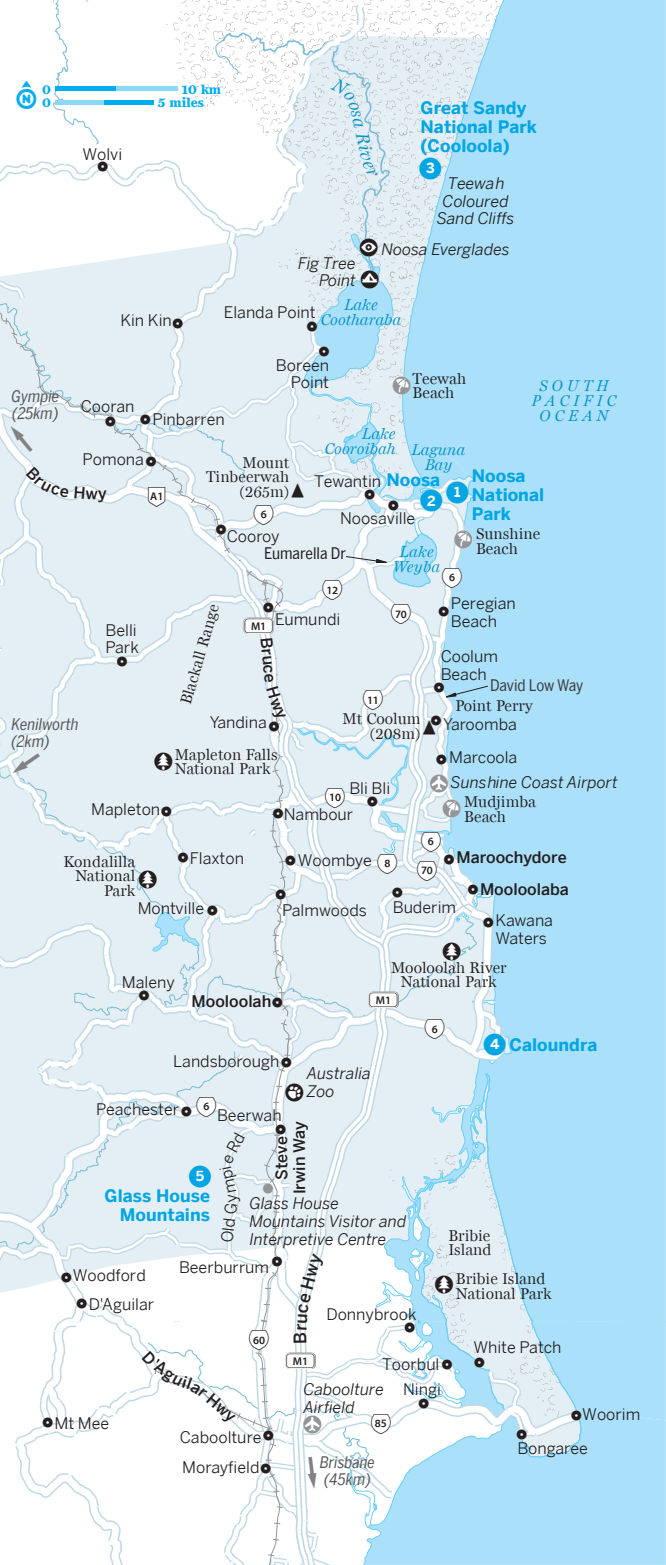 0 10 km
N
0 5 miles
Noosa River
Great Sandy
National Park
(Cooloola)
3
Teewah
Coloured
Sand Cliffs
Wolvi
Noosa Everglades
Fig Tree
Point
Elanda Point
Lake
Cootharaba
Kin Kin
Boreen
Point
Teewah
Beach
SOUTH
PACIFIC
OCEAN
Gympie
(25km)
Cooran
Pinbarren
Lake
Cooroibah
Laguna
Bay
Pomona
Mount
Tinbeerwah
(265m)
Tewantin
Noosa
2
1
Noosa
National
Park
Bruce Hwy
A1
6
Noosaville
Cooroy
Sunshine
Beach
Eumarella Dr
Lake
Weyba
6
12
70
Peregian
Beach
Eumundi
M1
Belli
Park
Blackall Range
Bruce Hwy
Coolum
Beach
David Low Way
11
Point Perry
Mt Coolum
(208m)
Yaroomba
Kenilworth
(2km)
Yandina
Mapleton Falls
National Park
Marcoola
Sunshine Coast Airport
Bli Bli
10
Mudjimba
Beach
Mapleton
Nambour
6
Maroochydore
Kondalilla
National
Park
Flaxton
Woombye
8
70
Mooloolaba
Montville
Palmwoods
Buderim
Kawana
Waters
Mooloolah River
National Park
Maleny
Mooloolah
M1
6
4
Caloundra
Landsborough
Australia
Zoo
Peachester
6
Beerwah
Steve
Irwin Way
Old Gympie Rd
5
Glass House
Mountains
Glass House
Mountains Visitor and
Interpretive Centre
Bribie
Island
Beerburrum
Bruce Hwy
Woodford
Bribie Island
National Park
D'Aguilar
Donnybrook
60
D'Aguilar Hwy
M1
White Patch
Toorbul
Caboolture
Airfield
Ningi
85
Mt Mee
Woorim
Caboolture
Bongaree
Morayfield
Brisbane
(45km)